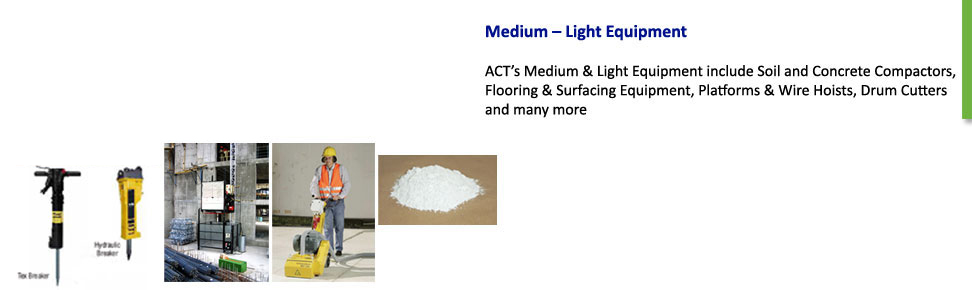 Medium – Light Equipment
ACT's Medium & Light Equipment include Soil and Concrete Compactors,
Flooring & Surfacing Equipment, Platforms & Wire Hoists, Drum Cutters
and many more
Hydraulic
Breaker
Tex Breaker